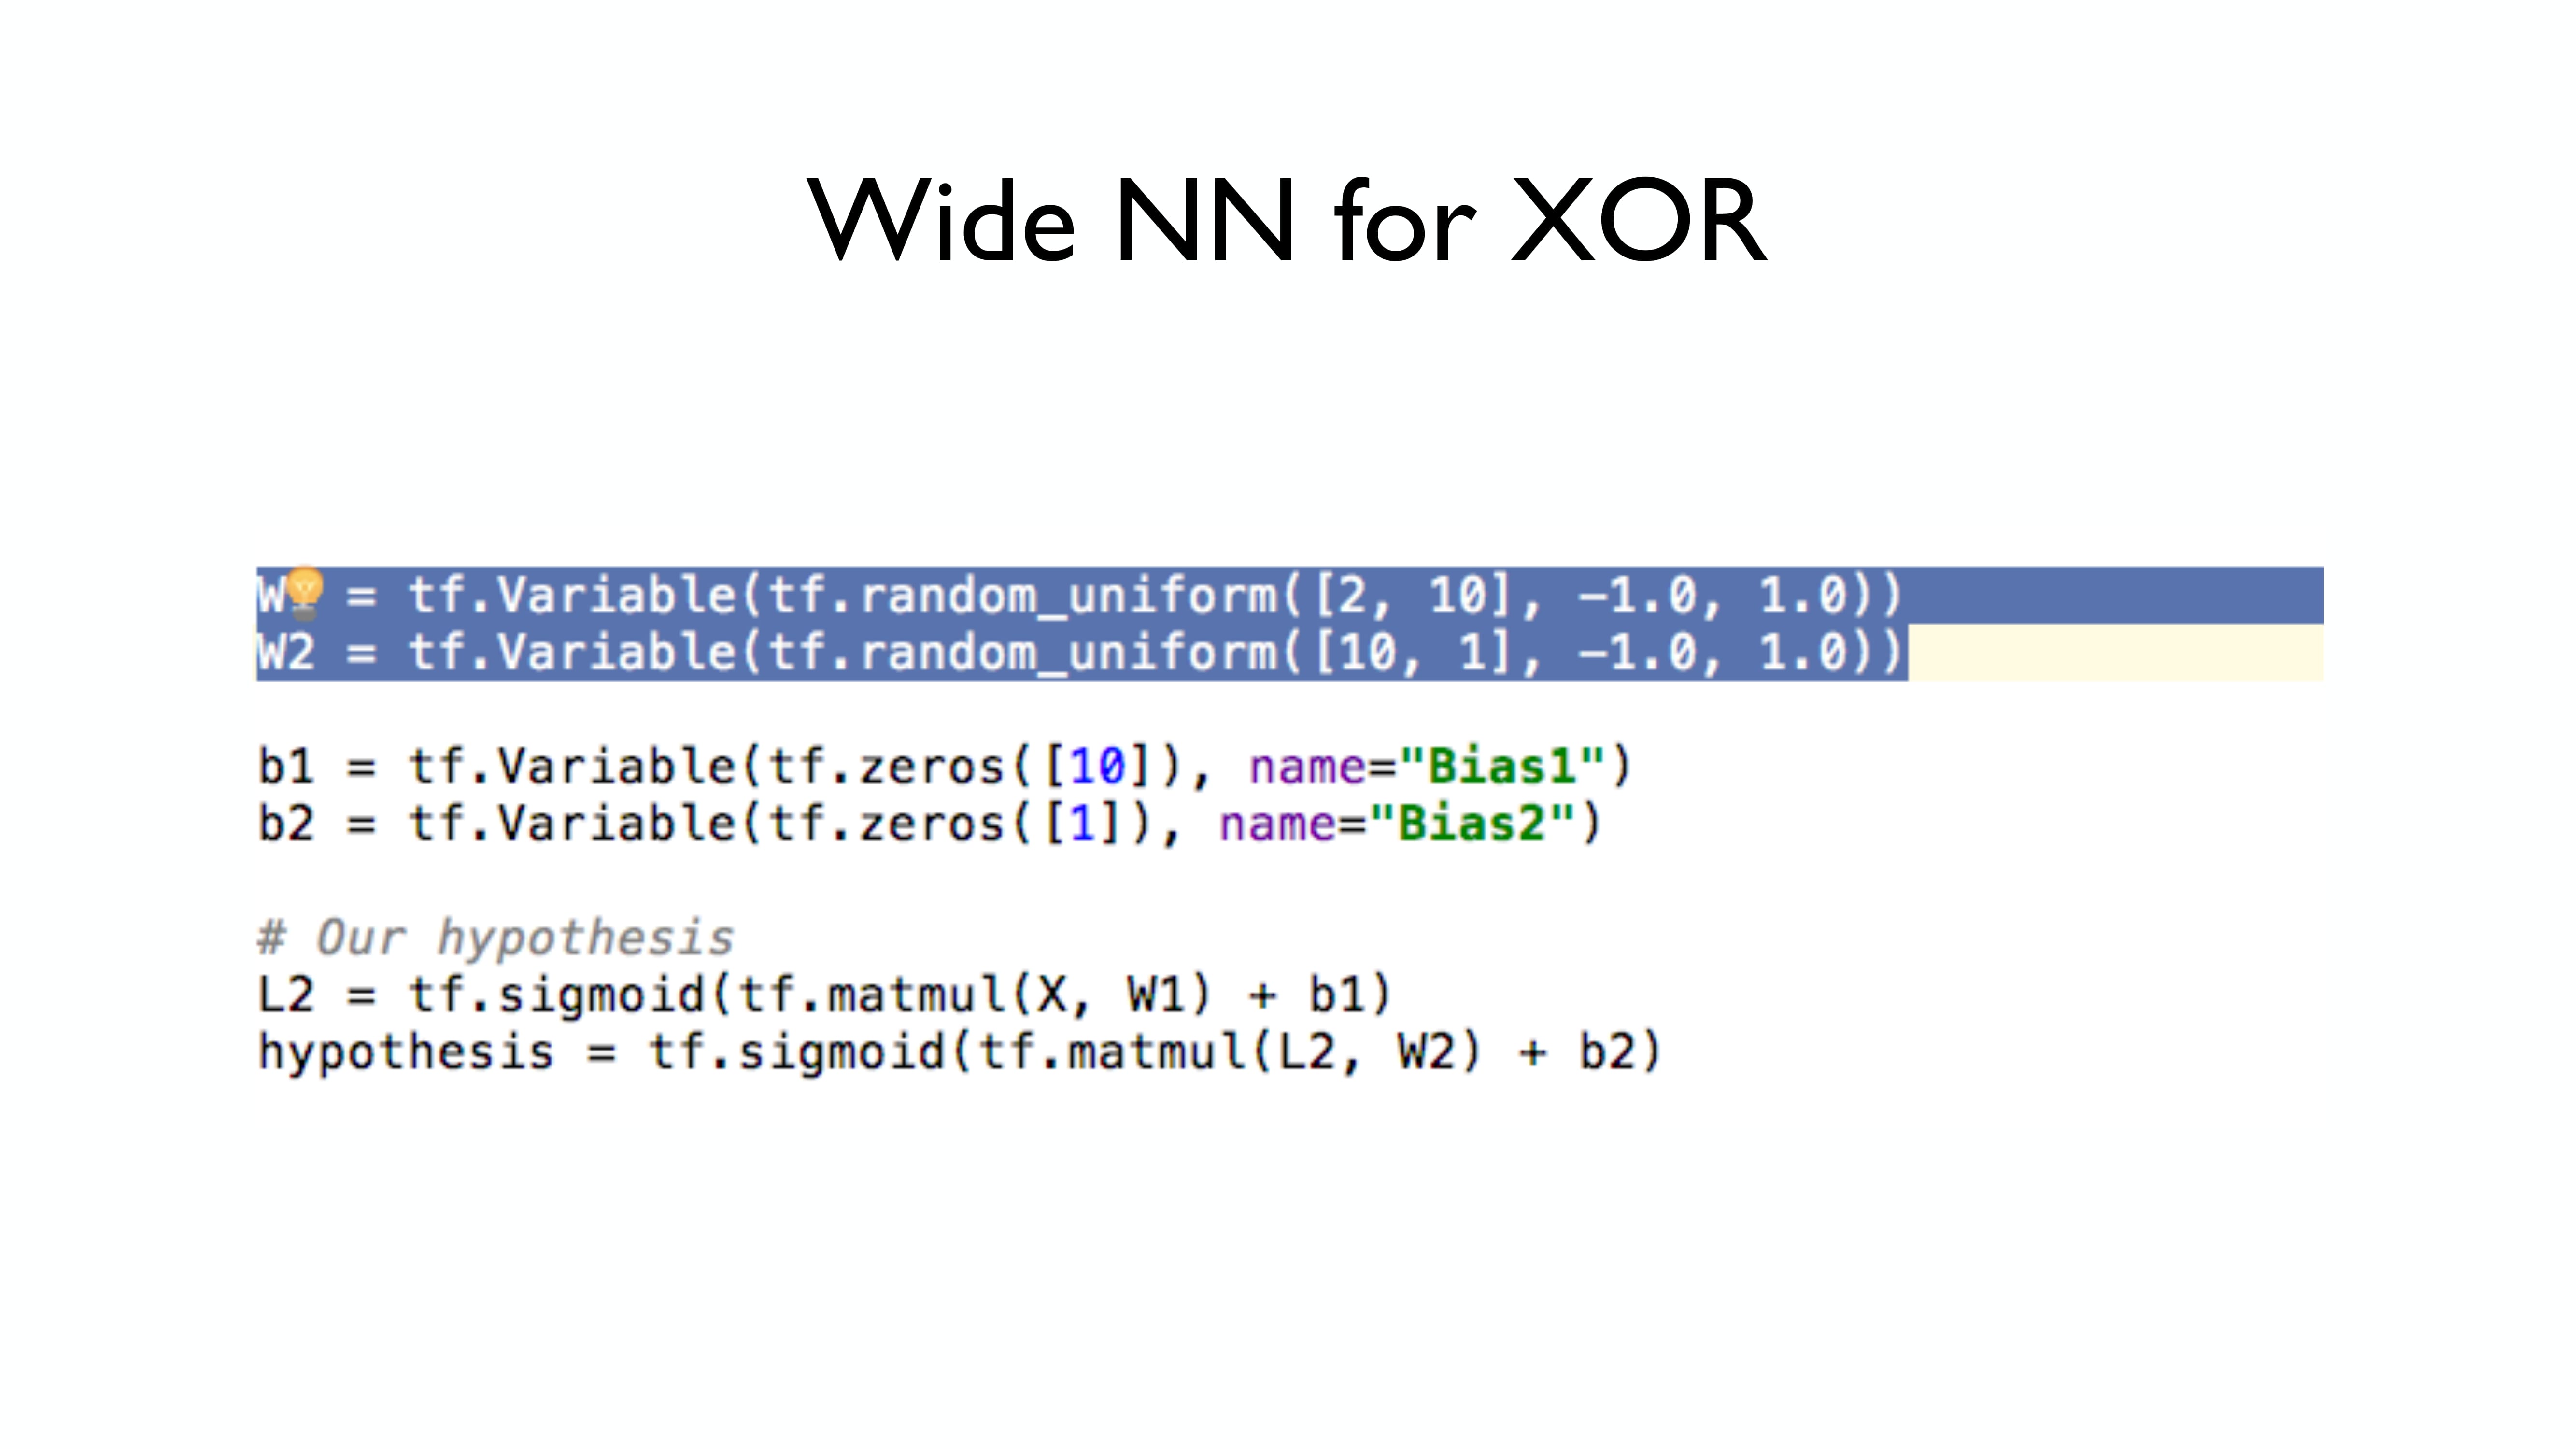 Wide NN for XOR
W = tf.Variable(tf.random_uniform([2, 10], -1.0, 1.0))
W2 = tf.Variable(tf.random_uniform([10, 1], -1.0, 1.0))
b1 = tf.Variable(tf.zeros([10]), name="Bias1")
b2 = tf.Variable(tf.zeros([1]), name="Bias2")
# Our hypothesis
L2 = tf.sigmoid(tf.matmul(X, W1) + b1)
hypothesis = tf.sigmoid(tf.matmul(L2, W2) + b2)